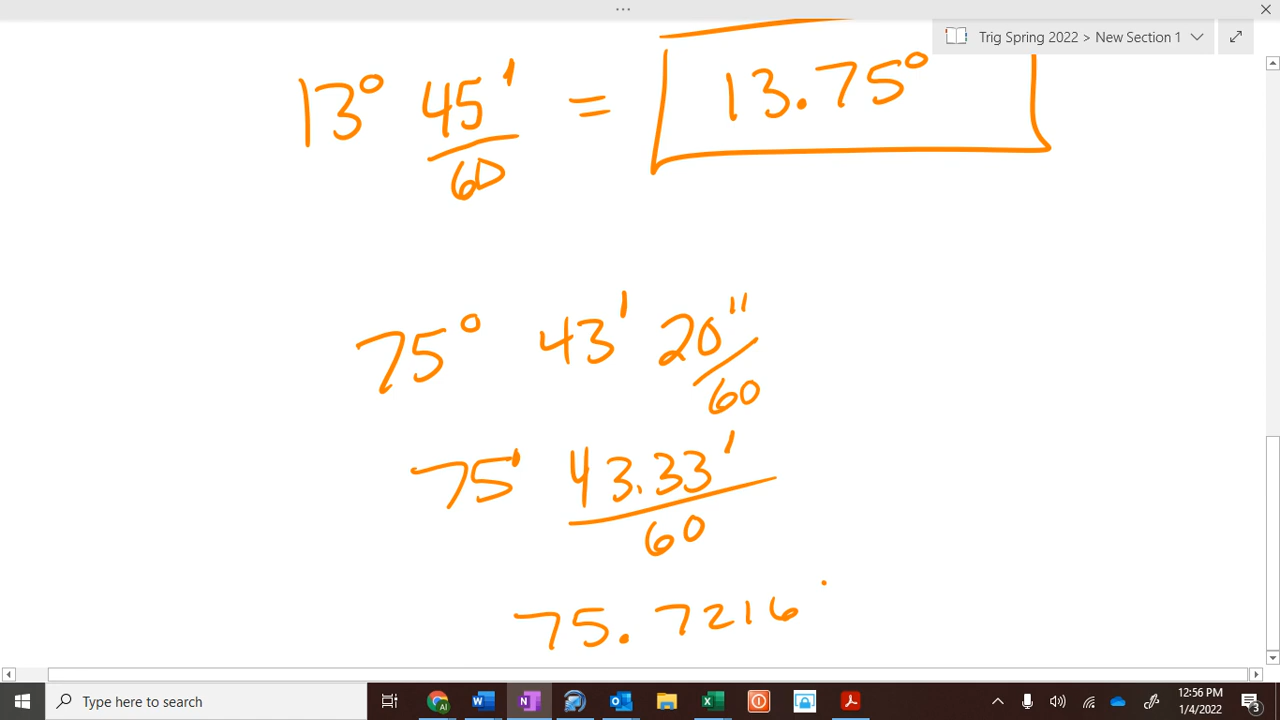 Trig Spring 2022 > New Section 1
13° 45' = 13.75°
60
75° 43' 20"
60
75' 43.33'
60
75.7216
Type here to search
12:56 PM
1/4/2022
3